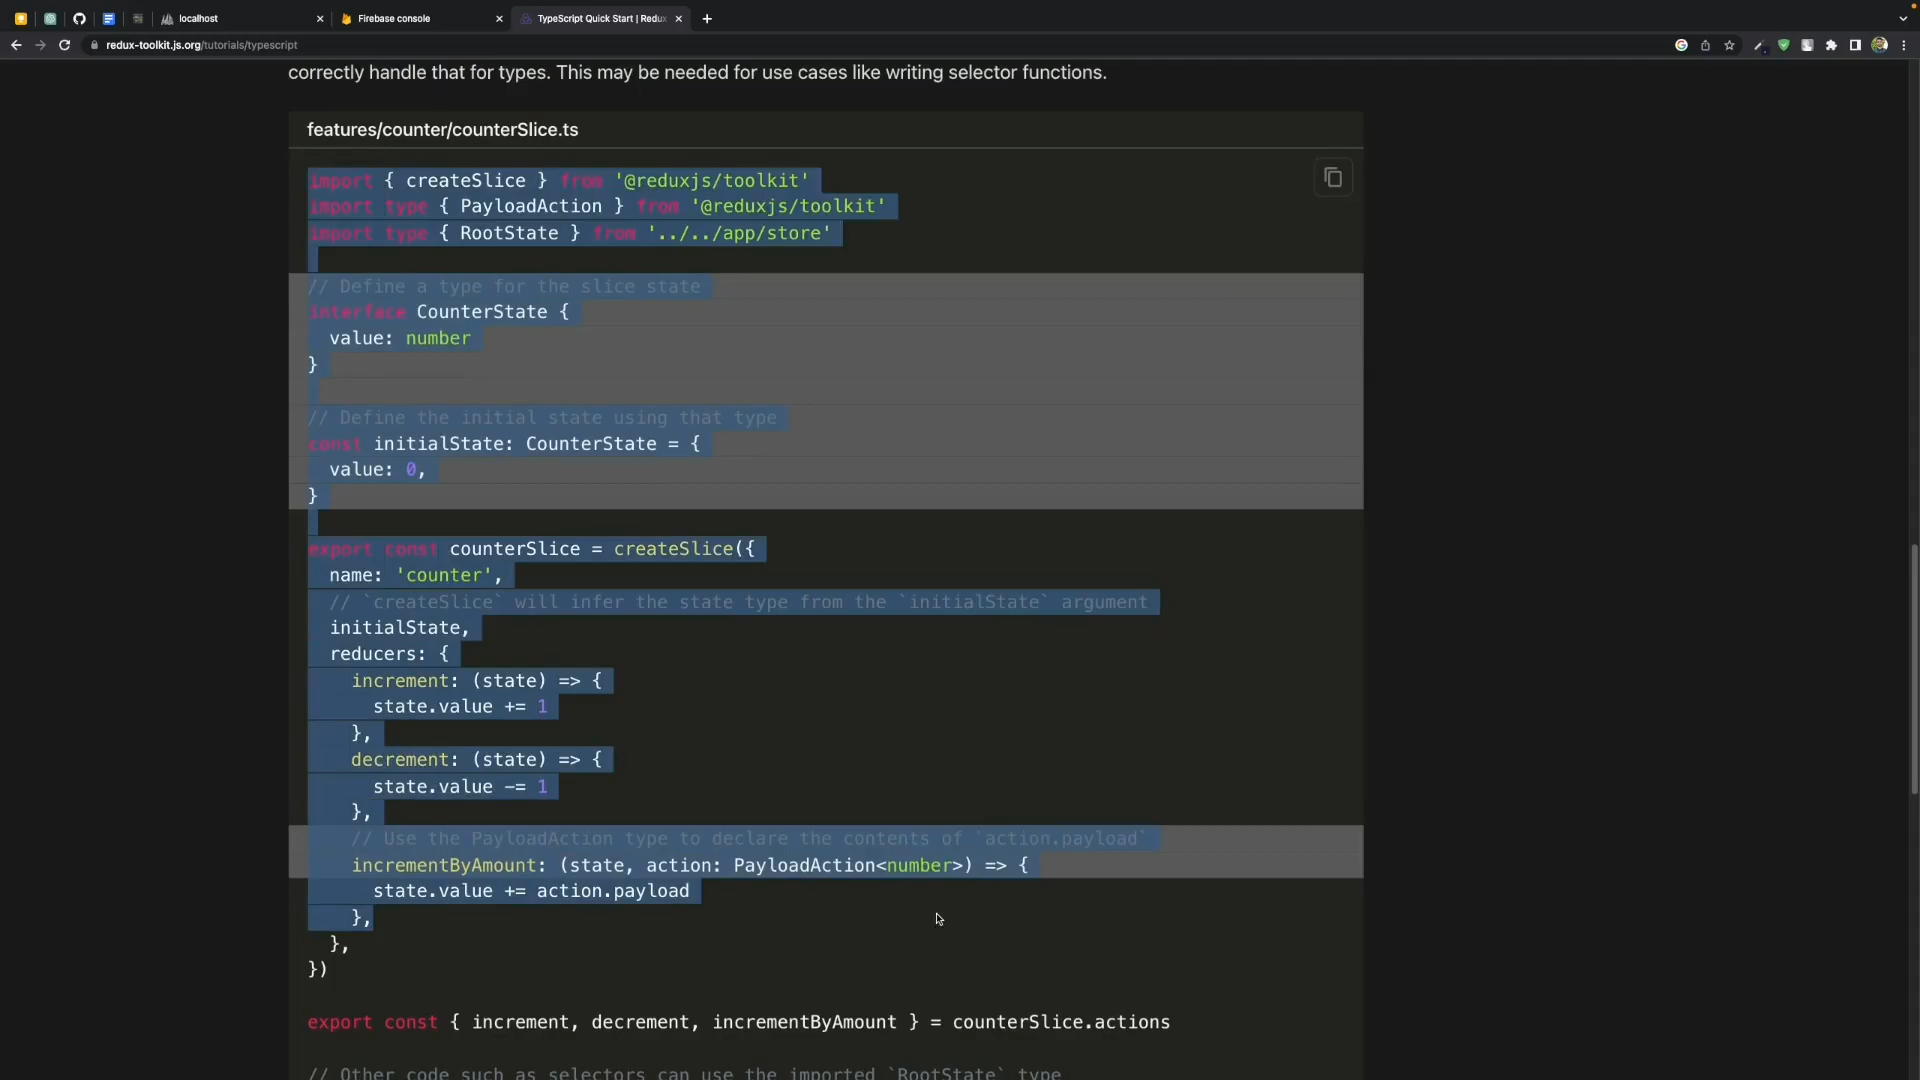 localhost
Firebase console
TypeScript Quick Start | Redux
redux-toolkit.js.org/tutorials/typescript
correctly handle that for types. This may be needed for use cases like writing selector functions.
features/counter/counterSlice.ts
import { createSlice } from '@reduxjs/toolkit'
import type { PayloadAction } from '@reduxjs/toolkit'
import type { RootState } from '../../app/store'
// Define a type for the slice state
interface CounterState {
  value: number
}
// Define the initial state using that type
const initialState: CounterState = {
  value: 0,
}
export const counterSlice = createSlice({
  name: 'counter',
  // `createSlice` will infer the state type from the `initialState` argument
  initialState,
  reducers: {
    increment: (state) => {
      state.value += 1
    },
    decrement: (state) => {
      state.value -= 1
    },
    // Use the PayloadAction type to declare the contents of `action.payload`
    incrementByAmount: (state, action: PayloadAction<number>) => {
      state.value += action.payload
    },
  },
})
export const { increment, decrement, incrementByAmount } = counterSlice.actions
// Other code such as selectors can use the imported `RootState` type